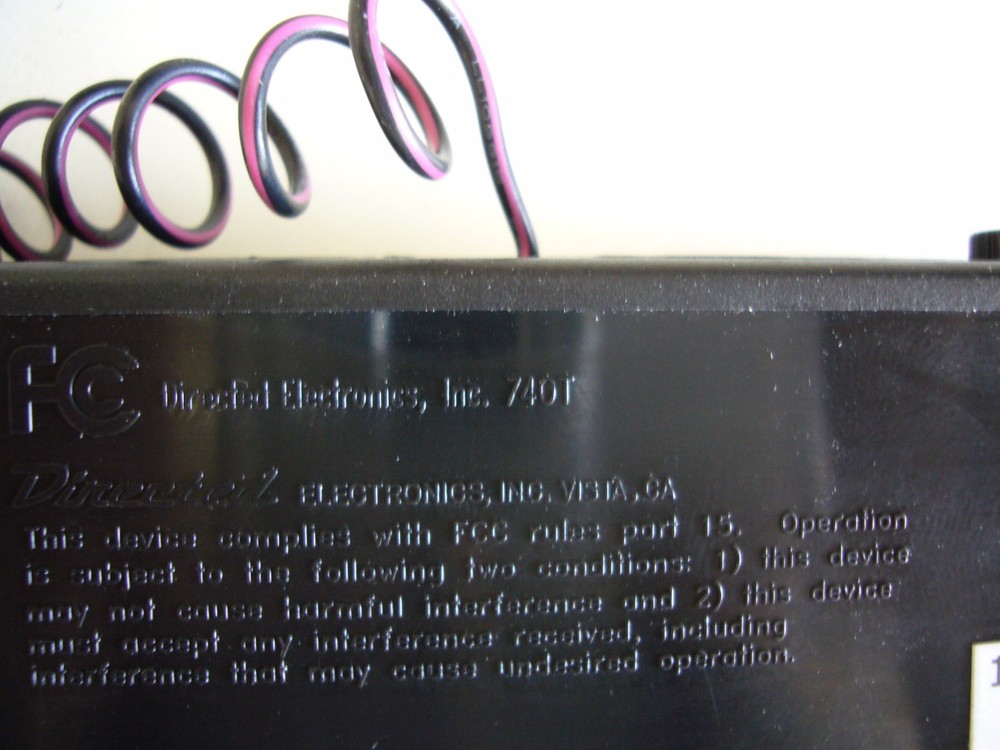 FC Directed Electronics, Inc. 740T
Directed ELECTRONICS, INC. VISTA, CA
This device complies with FCC rules part 15. Operation
is subject to the following two conditions: 1) this device
may not cause harmful interference and 2) this device
must accept any interference received, including
interference that may cause undesired operation.
1